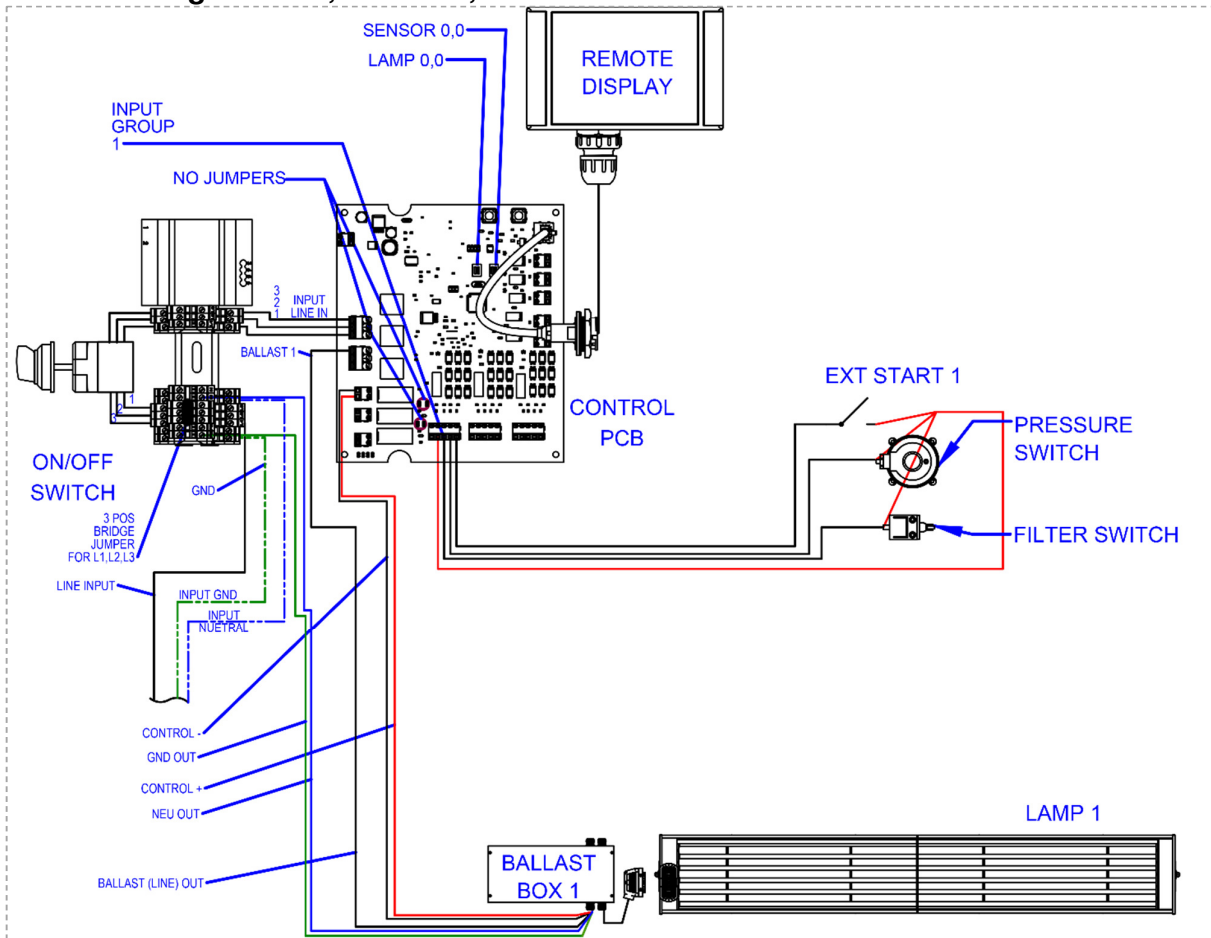 SENSOR 0,0
LAMP 0,0
REMOTE
DISPLAY
INPUT
GROUP
1
NO JUMPERS
3
2
1
INPUT
LINE IN
BALLAST 1
EXT START 1
CONTROL
PCB
PRESSURE
SWITCH
1
2
3
ON/OFF
SWITCH
GND
FILTER SWITCH
3 POS
BRIDGE
JUMPER
FOR L1,L2,L3
LINE INPUT
INPUT GND
INPUT
NUETRAL
CONTROL -
GND OUT
CONTROL +
NEU OUT
LAMP 1
BALLAST
BOX 1
BALLAST (LINE) OUT